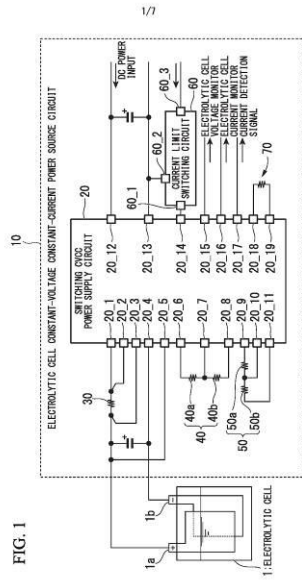 1/7
FIG. 1
10
ELECTROLYTIC CELL CONSTANT-VOLTAGE CONSTANT-CURRENT POWER SOURCE CIRCUIT
20
SWITCHING CVCC
POWER SUPPLY CIRCUIT
30
20_1
20_2
20_3
20_4
20_5
20_6
20_7
20_8
20_9
20_10
20_11
20_12
20_13
20_14
20_15
20_16
20_17
20_18
20_19
DC POWER
INPUT
60_1
60_2
60_3
60
CURRENT LIMIT
SWITCHING CIRCUIT
ELECTROLYTIC CELL
VOLTAGE MONITOR
ELECTROLYTIC CELL
CURRENT MONITOR
CURRENT DETECTION
SIGNAL
70
40a
40b
40
50a
50b
50
1a
1b
+
−
1:ELECTROLYTIC CELL